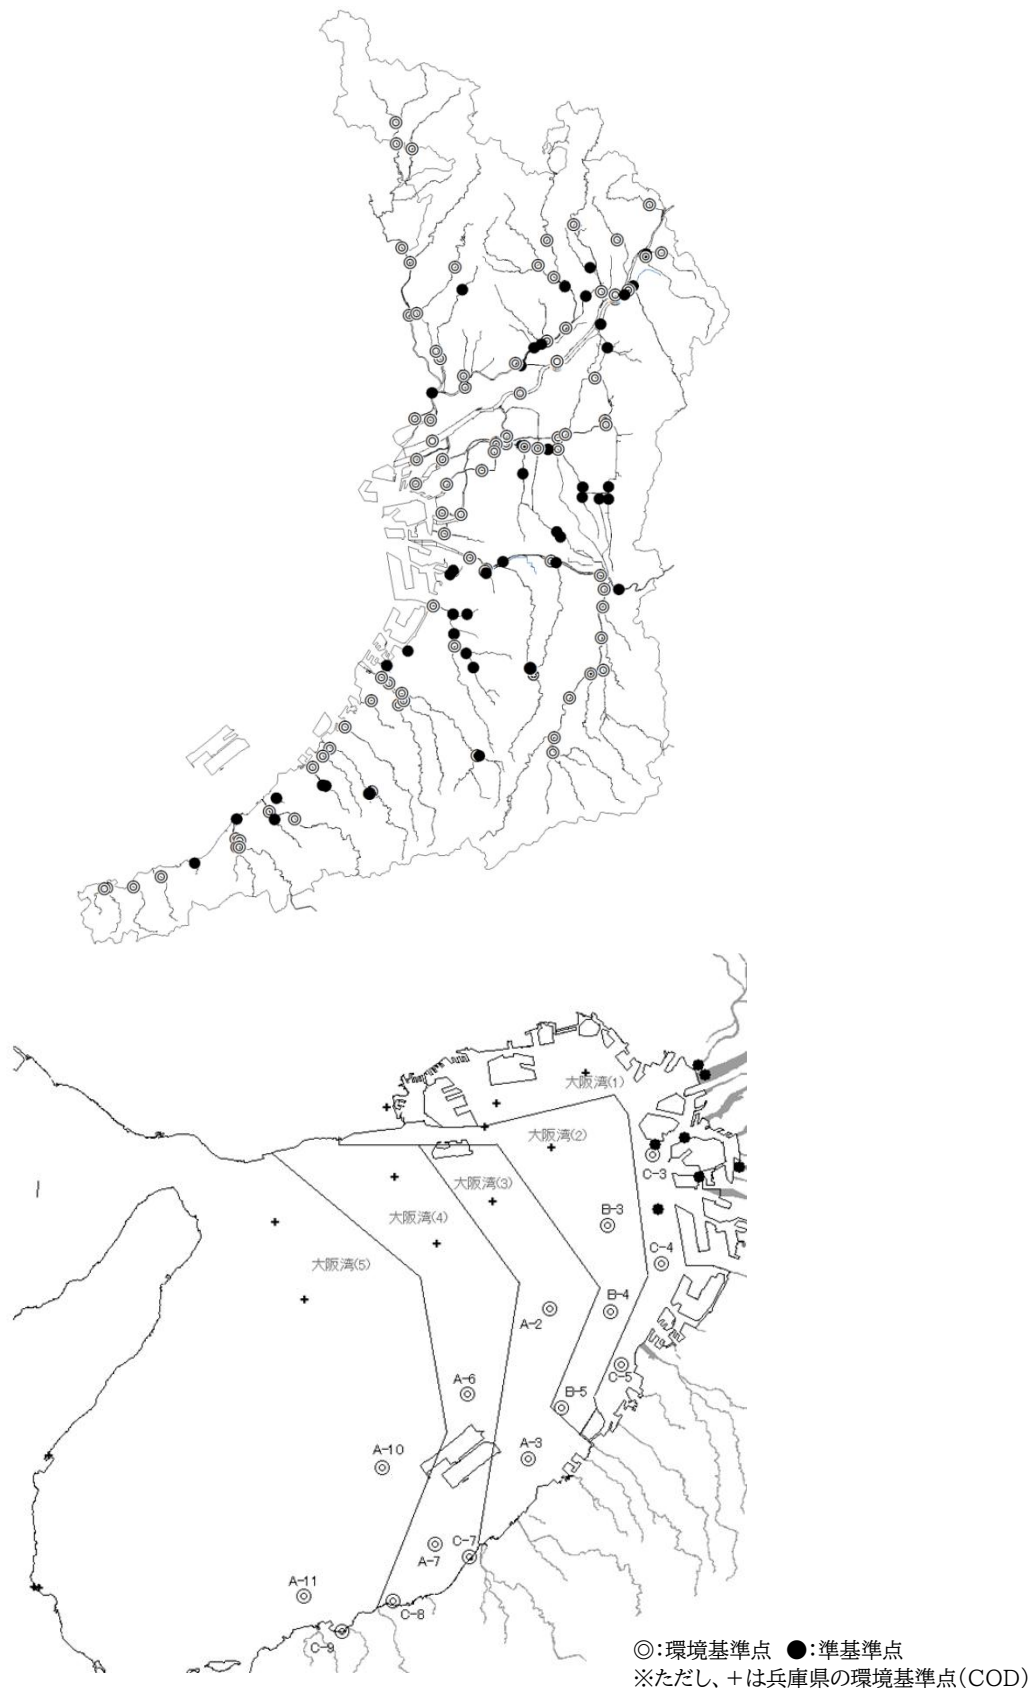 大阪湾(1)
大阪湾(2)
C-3
大阪湾(3)
大阪湾(4)
B-3
C-4
大阪湾(5)
B-4
A-2
C-5
A-6
B-5
A-10
A-3
C-7
A-7
A-11
C-8
C-9
◎:環境基準点 ●:準基準点
※ただし、＋は兵庫県の環境基準点(COD)